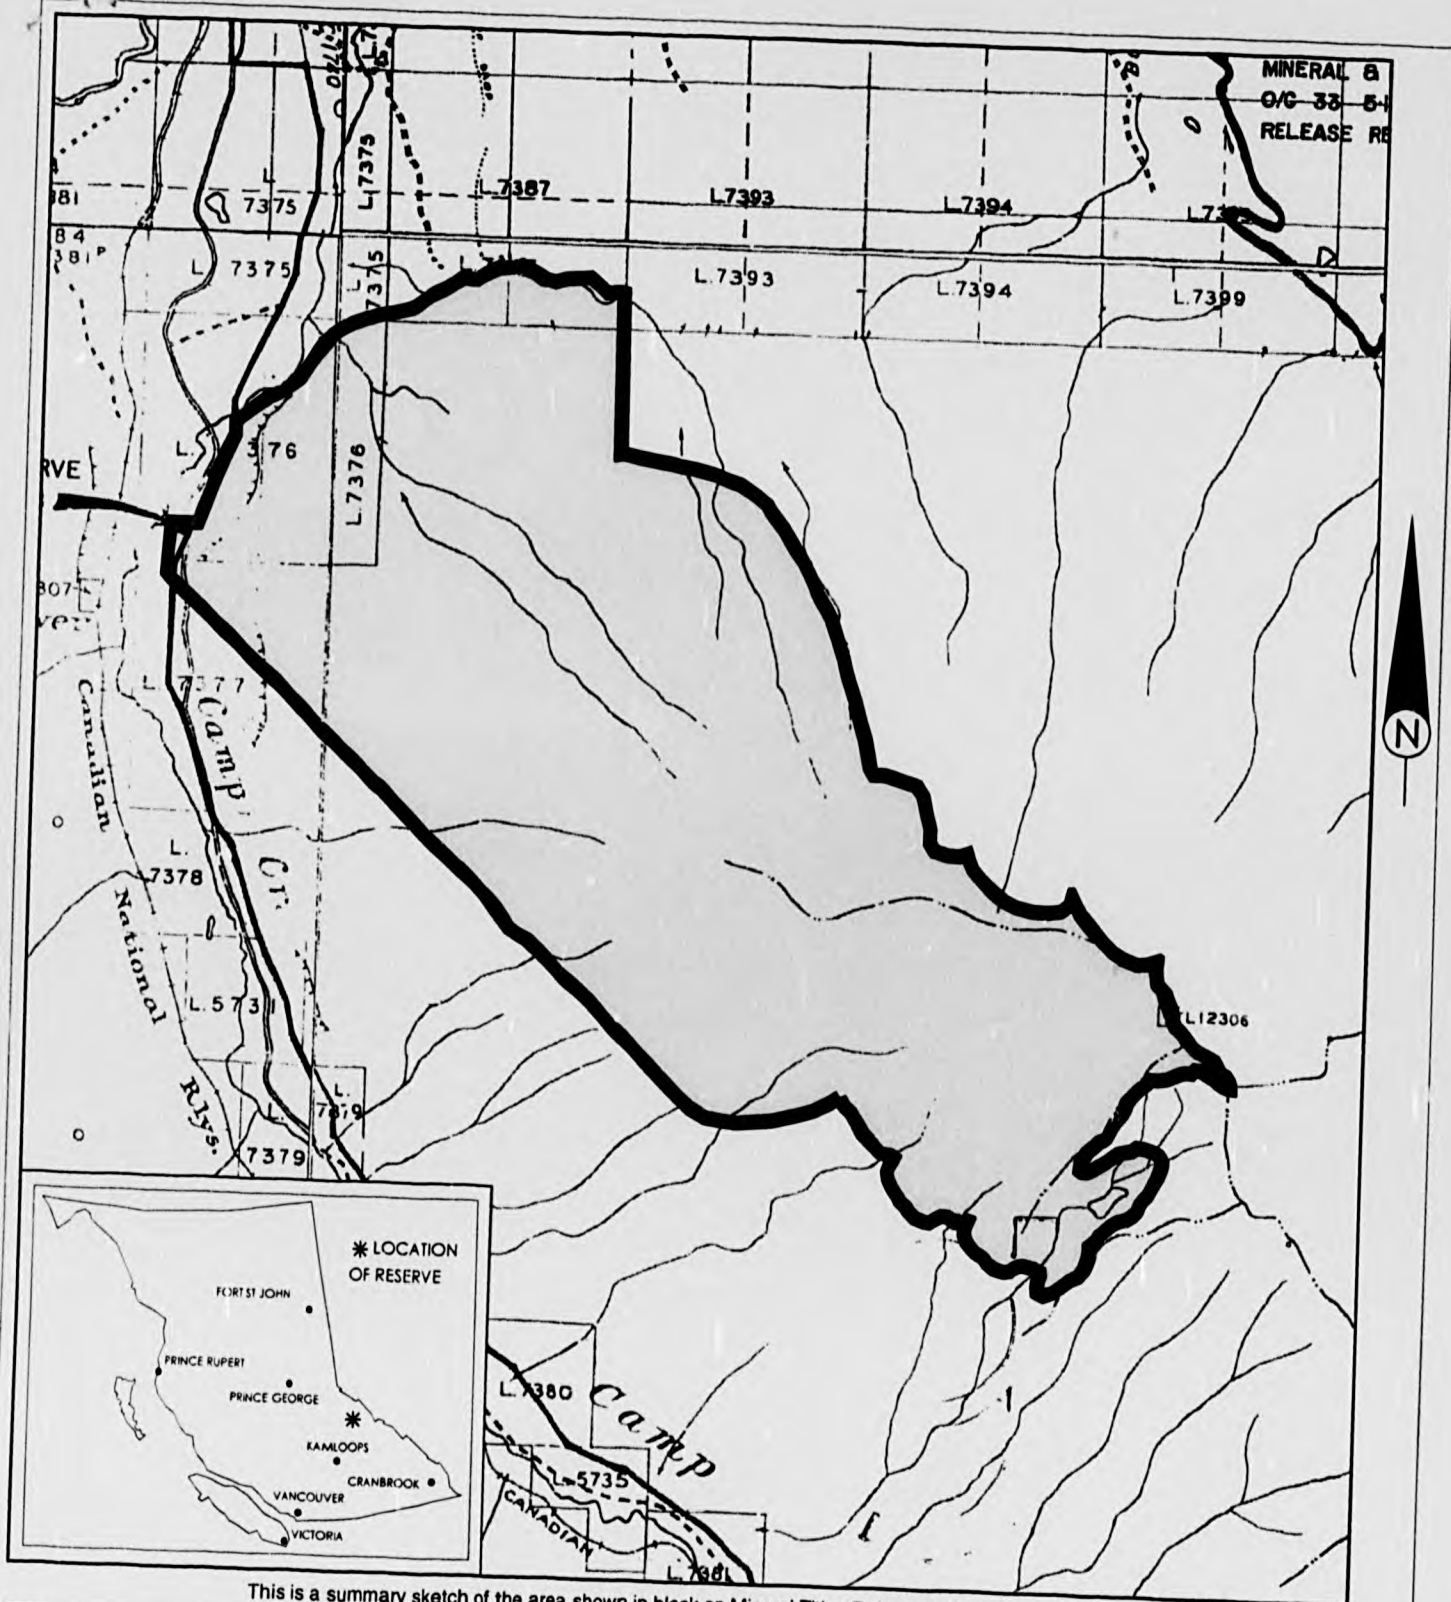 MINERAL &
O/C 33
RELEASE
L.7375
L.7387
L.7393
L.7394
181
L 7375
84
381 P
L. 7375
L. 7375
L.7393
L.7394
L.7399
RVE
L. 376
L.7376
807
L. 7377
Camp
Canadian
L.
7378
Cr.
National
L.5731
TL12306
Rlys.
L.
7379
L.
7379
N
LOCATION
OF RESERVE
FORT ST JOHN
PRINCE RUPERT
PRINCE GEORGE
KAMLOOPS
CRANBROOK
VANCOUVER
VICTORIA
L.7380
Camp
L.5735
CANADIAN
L.7381
This is a summary sketch of the area shown in black on